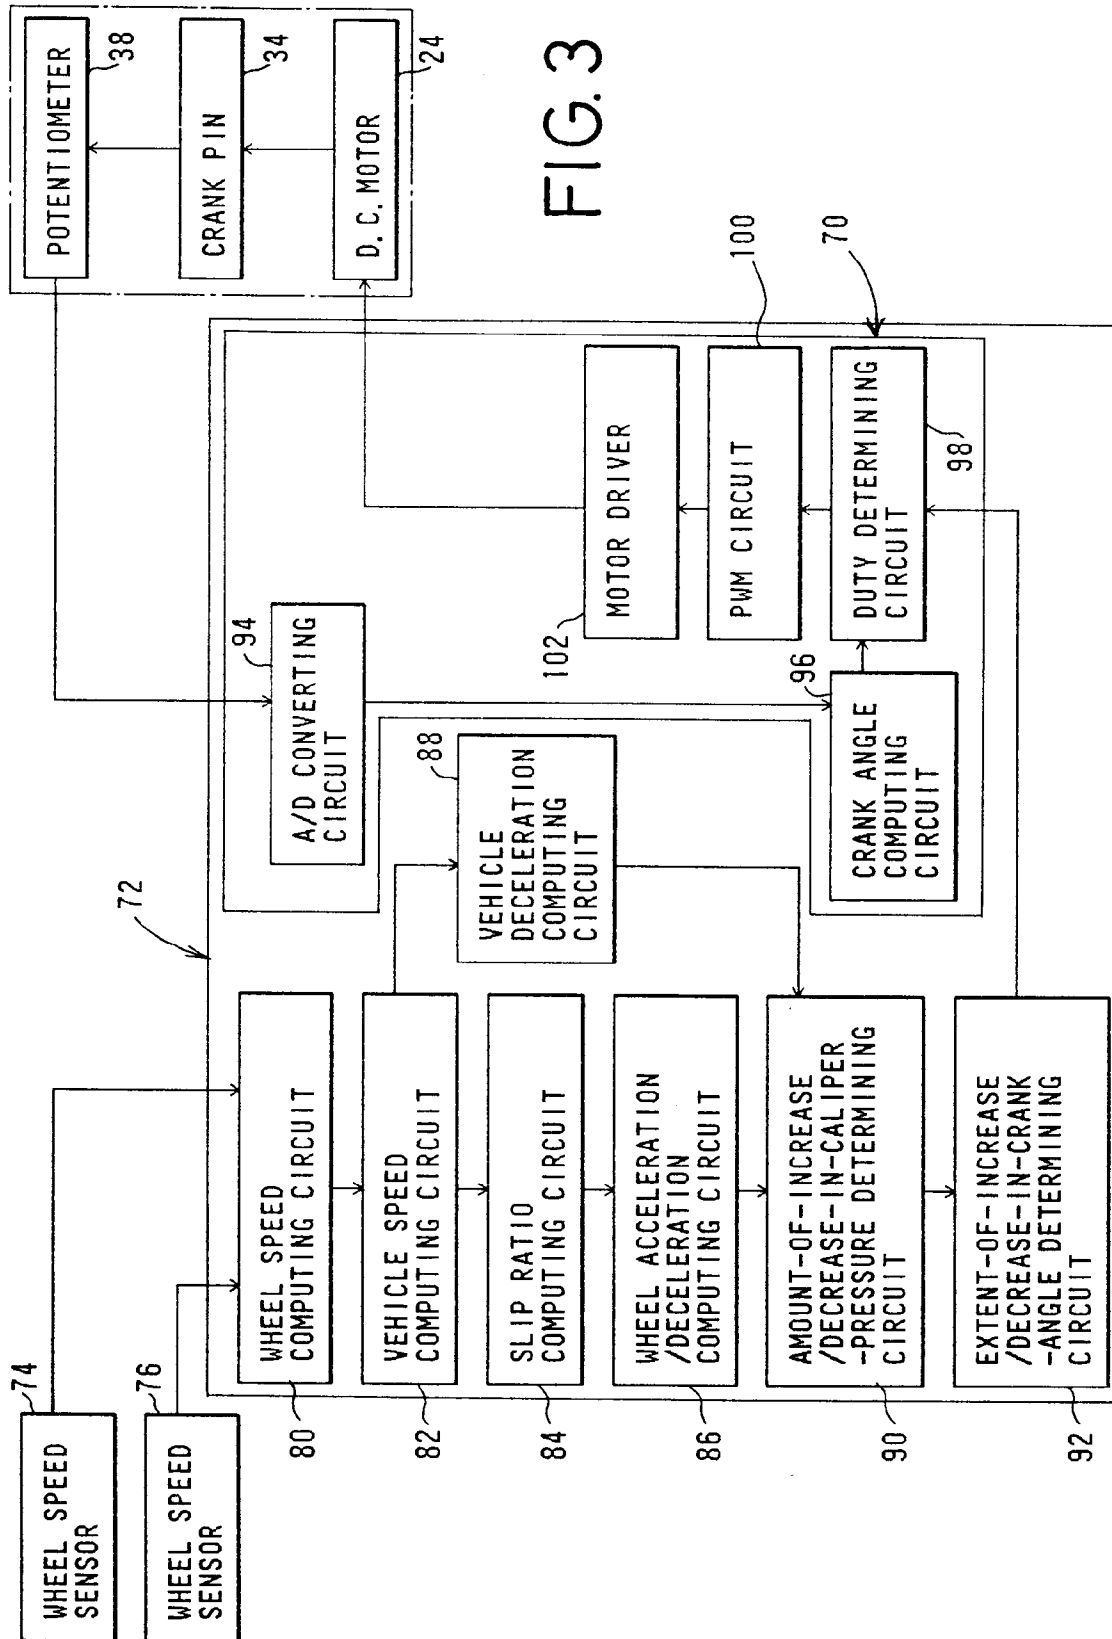 WHEEL SPEED
SENSOR
74
WHEEL SPEED
SENSOR
76
72
WHEEL SPEED
COMPUTING CIRCUIT
80
VEHICLE SPEED
COMPUTING CIRCUIT
82
SLIP RATIO
COMPUTING CIRCUIT
84
WHEEL ACCELERATION
/DECELERATION
COMPUTING CIRCUIT
86
VEHICLE
DECELERATION
COMPUTING
CIRCUIT
88
AMOUNT-OF-INCREASE
/DECREASE-IN-CALIPER
-PRESSURE DETERMINING
CIRCUIT
90
EXTENT-OF-INCREASE
/DECREASE-IN-CRANK
-ANGLE DETERMINING
CIRCUIT
92
A/D CONVERTING
CIRCUIT
94
CRANK ANGLE
COMPUTING
CIRCUIT
96
DUTY DETERMINING
CIRCUIT
98
70
PWM CIRCUIT
100
MOTOR DRIVER
102
POTENTIOMETER
38
CRANK PIN
34
D.C. MOTOR
24
FIG. 3